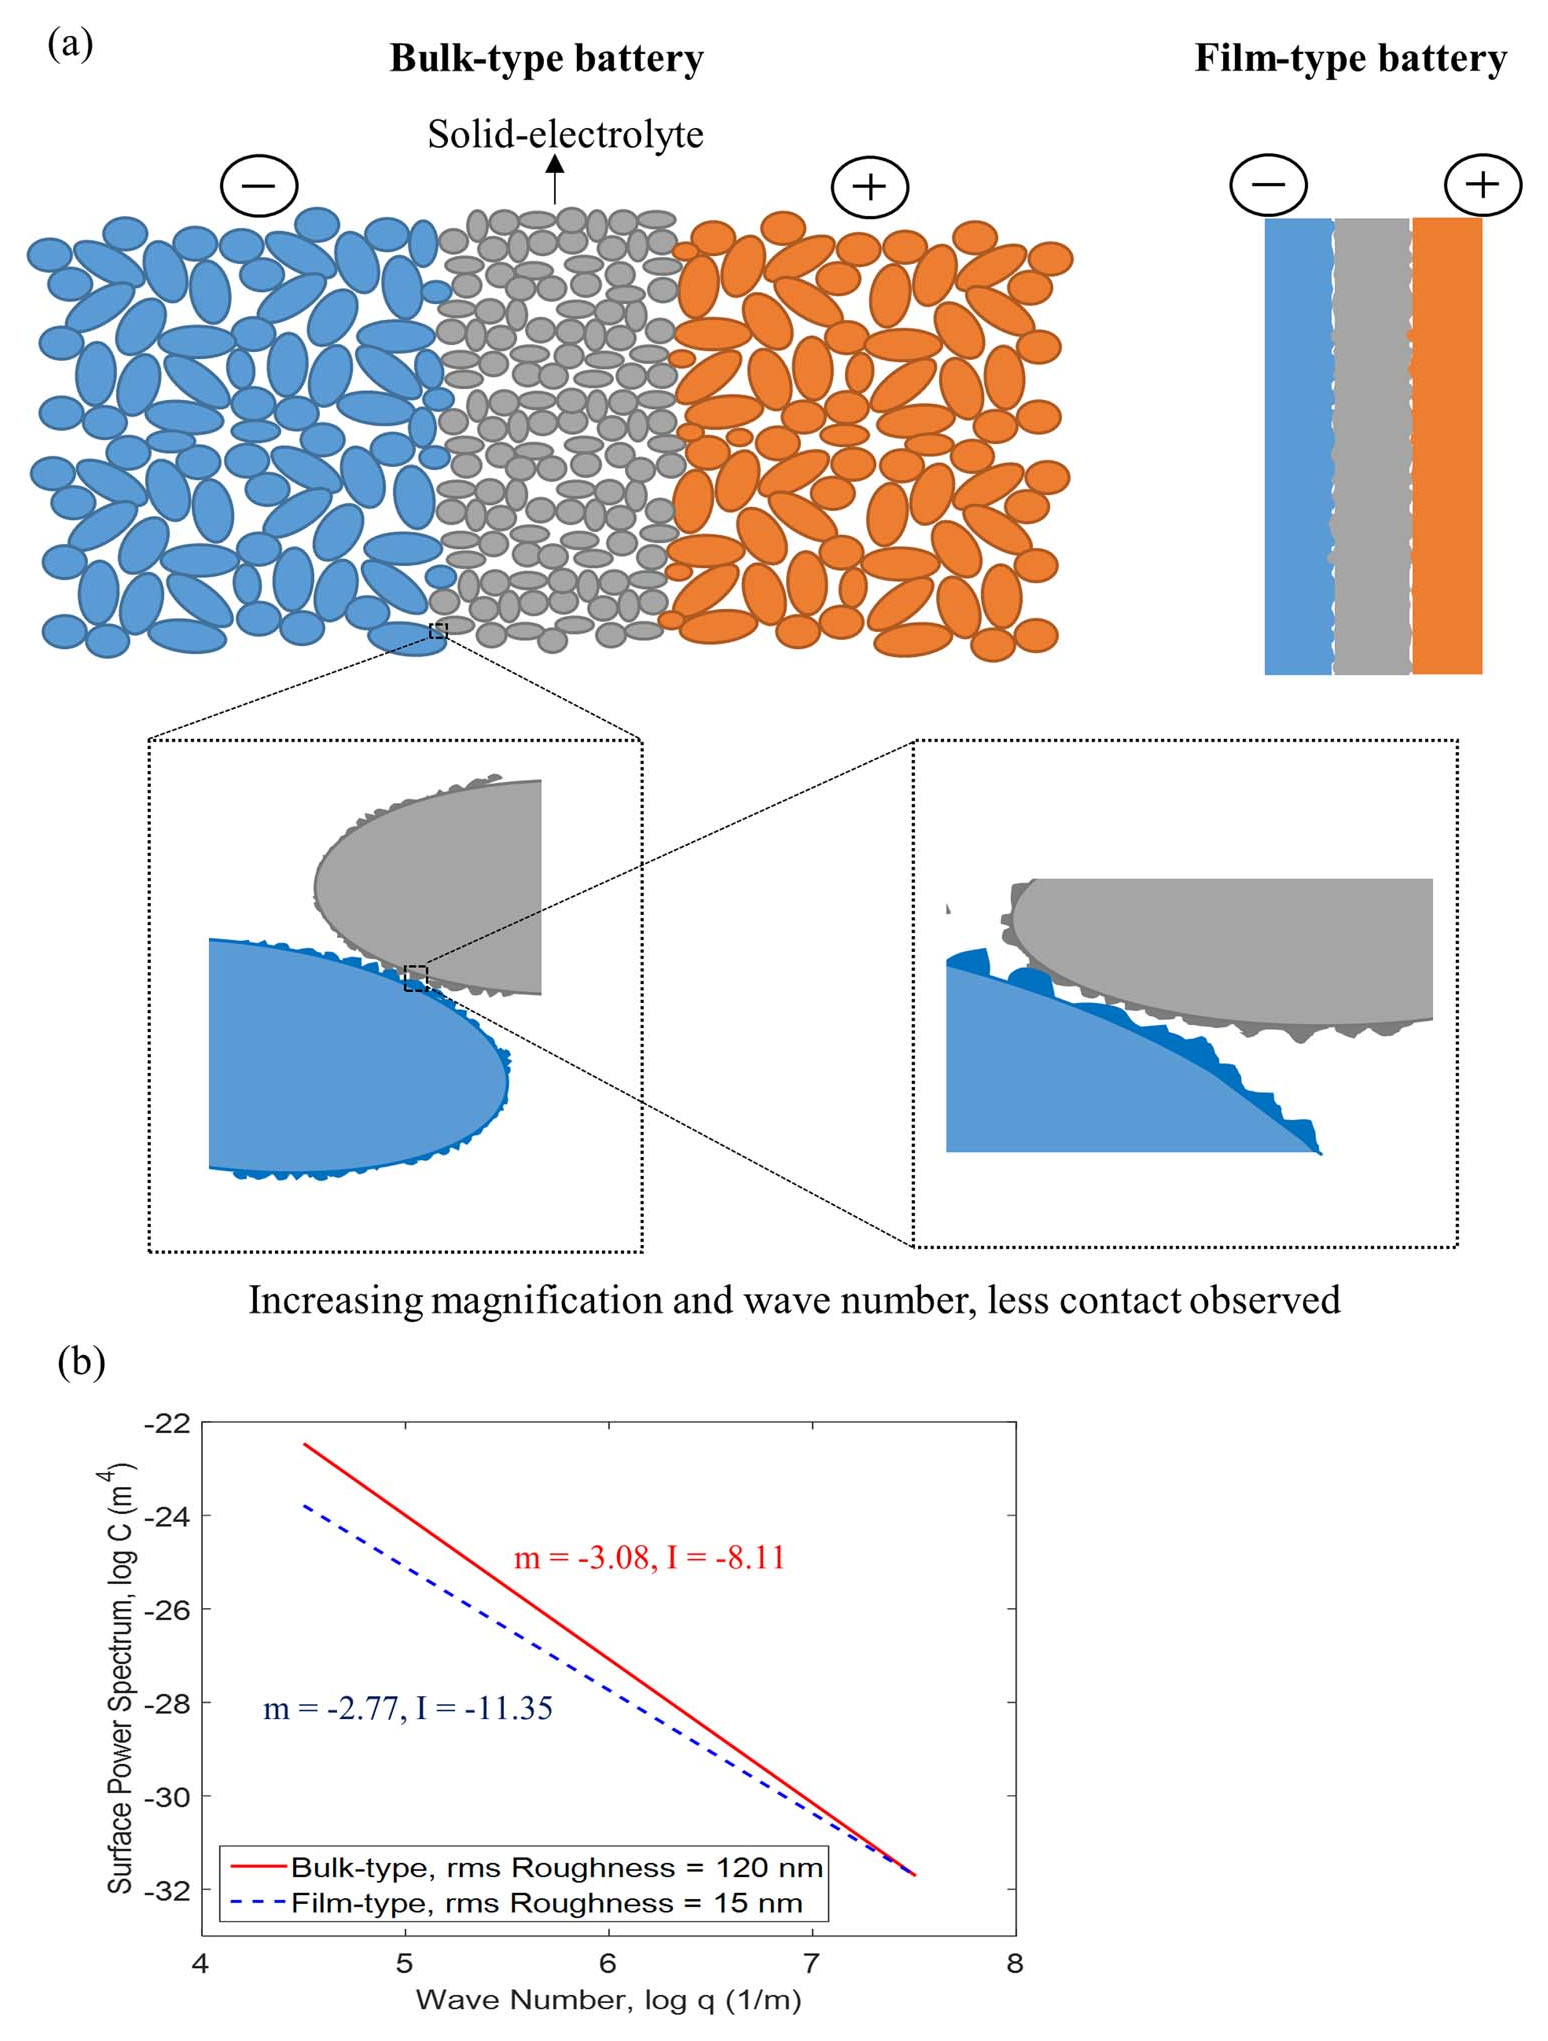 (a)
Bulk-type battery
Film-type battery
Solid-electrolyte
−
+
−
+
Increasing magnification and wave number, less contact observed
(b)
Surface Power Spectrum, log C (m⁴)
-22
-24
-26
-28
-30
-32
m = -3.08, I = -8.11
m = -2.77, I = -11.35
Bulk-type, rms Roughness = 120 nm
Film-type, rms Roughness = 15 nm
4 5 6 7 8
Wave Number, log q (1/m)